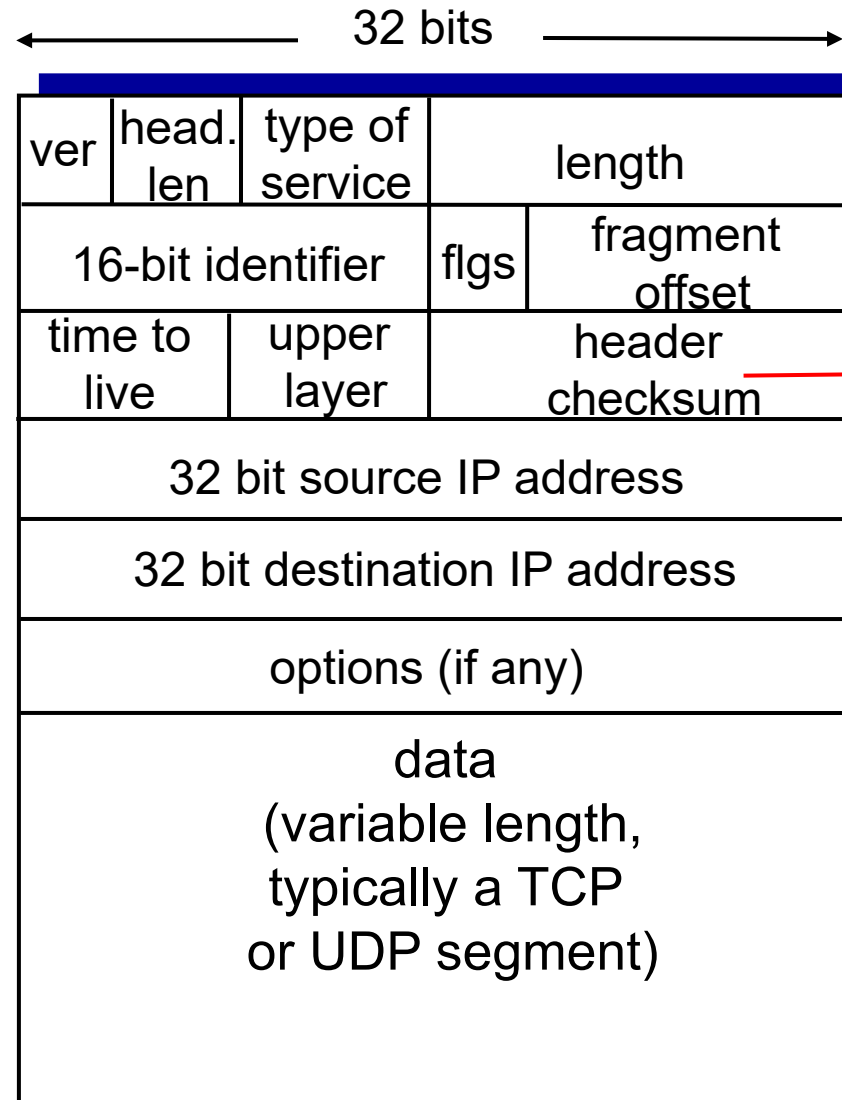 32 bits
ver
head.
len
type of
service
length
16-bit identifier
flgs
fragment
offset
time to
live
upper
layer
header
checksum
32 bit source IP address
32 bit destination IP address
options (if any)
data
(variable length,
typically a TCP
or UDP segment)